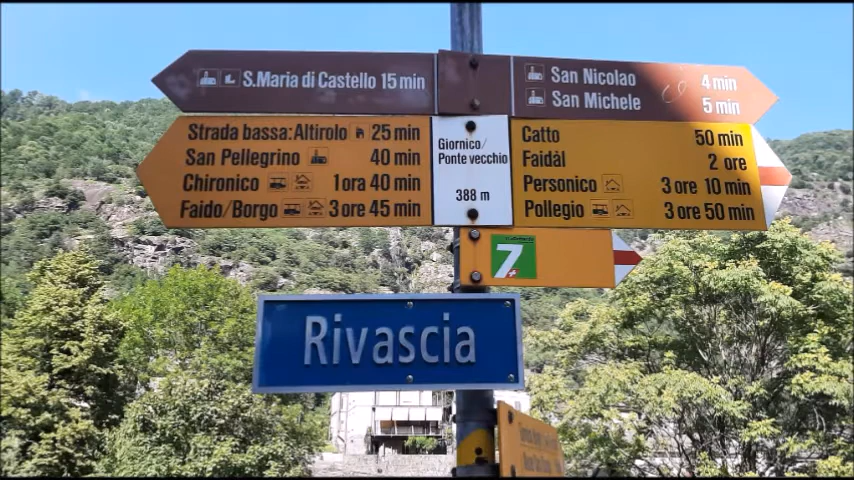 S.Maria di Castello 15 min
San Nicolao 4 min
San Michele 5 min
Strada bassa: Altirolo 25 min
San Pellegrino 40 min
Chironico 1 ora 40 min
Faido/Borgo 3 ore 45 min
Giornico
Ponte vecchio
388 m
Catto 50 min
Faidál 2 ore
Personico 3 ore 10 min
Pollegio 3 ore 50 min
7
Rivascia